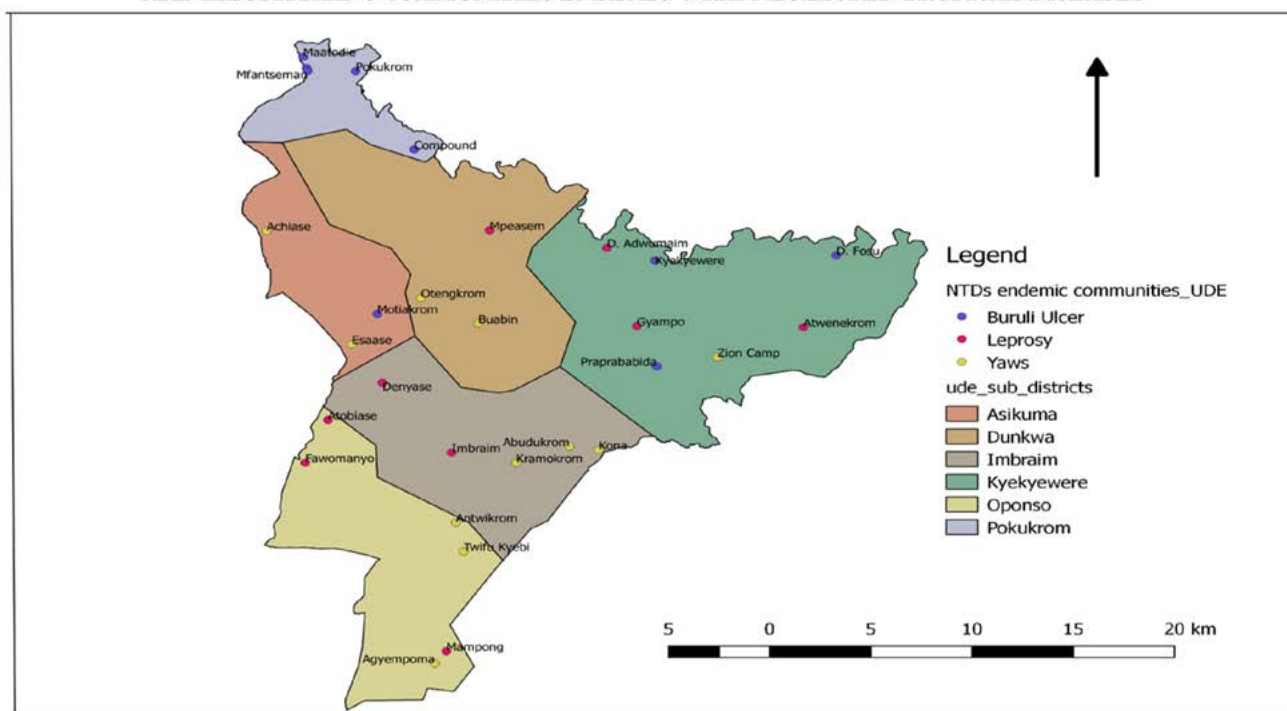 Maatodie
Mfantseman
Pokukrom
Compound
Achiase
Mpeasem
D. Adwumaim
Kyekyewere
D. Fosu
Otengkrom
Motiakrom
Buabin
Esaase
Gyampo
Atwenekrom
Zion Camp
Praprababida
Denyase
Atobiase
Fawomanyo
Imbraim
Abudukrom
Kona
Kramokrom
Antwikrom
Twifu Kyebi
Mampong
Agyempoma
Legend
NTDs endemic communities_UDE
Buruli Ulcer
Leprosy
Yaws
ude_sub_districts
Asikuma
Dunkwa
Imbraim
Kyekyewere
Oponso
Pokukrom
5 0 5 10 15 20 km